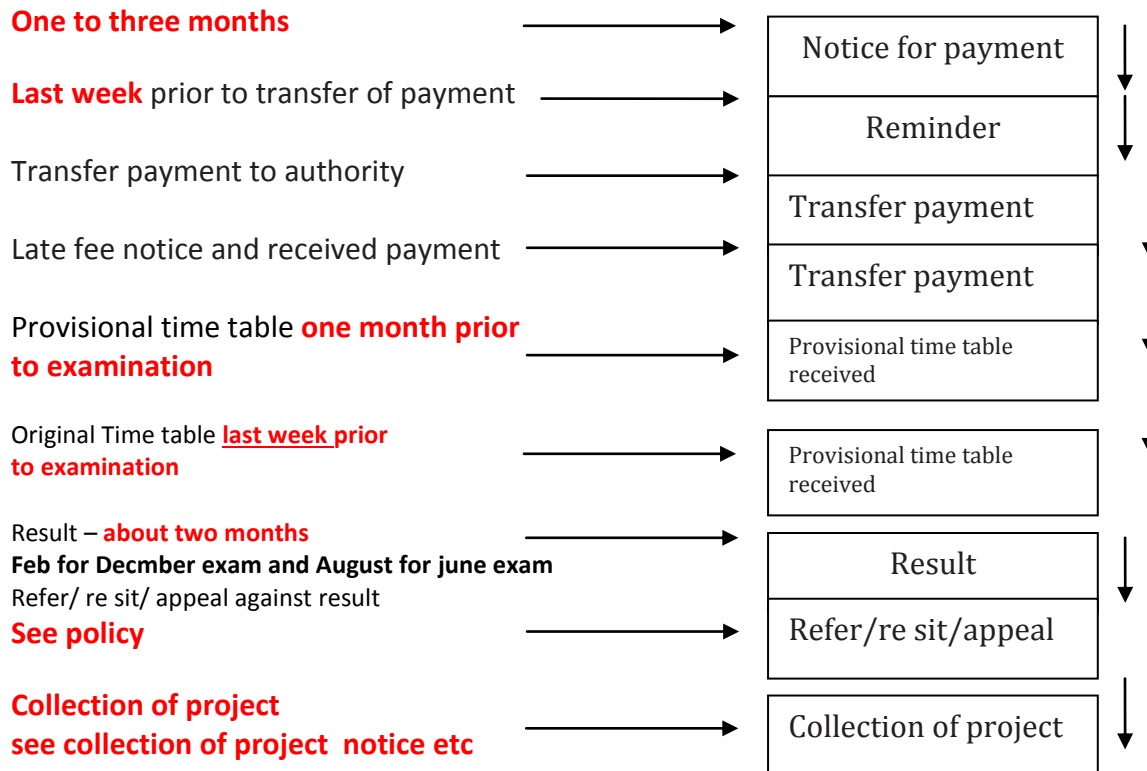 One to three months
Notice for payment
Last week prior to transfer of payment
Reminder
Transfer payment to authority
Transfer payment
Late fee notice and received payment
Transfer payment
Provisional time table one month prior
to examination
Provisional time table
received
Original Time table last week prior
to examination
Provisional time table
received
Result – about two months
Feb for Decmber exam and August for june exam
Result
Refer/ re sit/ appeal against result
See policy
Refer/re sit/appeal
Collection of project
see collection of project notice etc
Collection of project